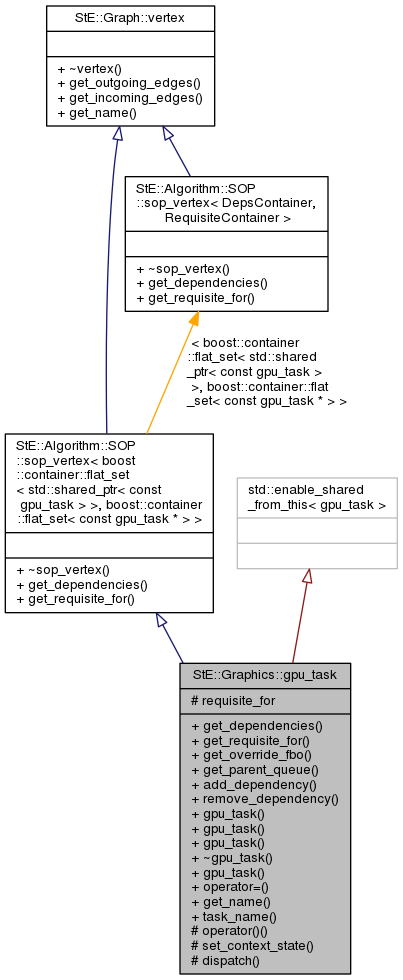 StE::Graph::vertex
+ ~vertex()
+ get_outgoing_edges()
+ get_incoming_edges()
+ get_name()
StE::Algorithm::SOP
::sop_vertex< DepsContainer,
RequisiteContainer >
+ ~sop_vertex()
+ get_dependencies()
+ get_requisite_for()
< boost::container
::flat_set< std::shared
_ptr< const gpu_task >
>, boost::container::flat
_set< const gpu_task * > >
StE::Algorithm::SOP
::sop_vertex< boost
::container::flat_set
< std::shared_ptr< const
gpu_task > >, boost::container
::flat_set< const gpu_task * > >
+ ~sop_vertex()
+ get_dependencies()
+ get_requisite_for()
std::enable_shared
_from_this< gpu_task >
StE::Graphics::gpu_task
# requisite_for
+ get_dependencies()
+ get_requisite_for()
+ get_override_fbo()
+ get_parent_queue()
+ add_dependency()
+ remove_dependency()
+ gpu_task()
+ gpu_task()
+ gpu_task()
+ ~gpu_task()
+ gpu_task()
+ operator=()
+ get_name()
+ task_name()
# operator()()
# set_context_state()
# dispatch()